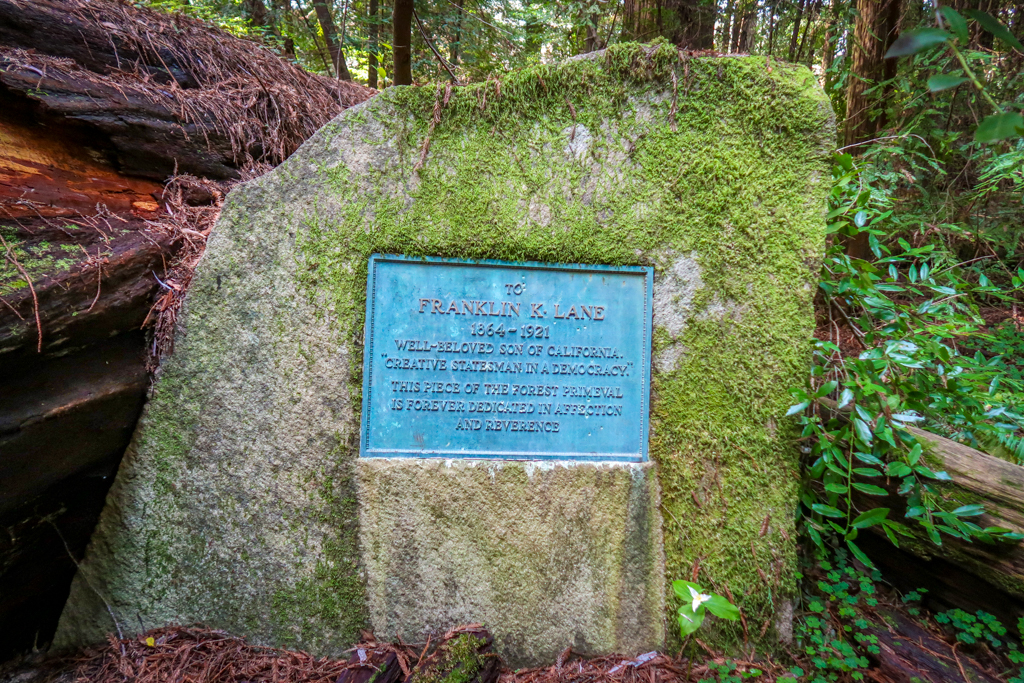 TO
FRANKLIN K. LANE
1864-1921
WELL-BELOVED SON OF CALIFORNIA.
"CREATIVE STATESMAN IN A DEMOCRACY."
THIS PIECE OF THE FOREST PRIMEVAL
IS FOREVER DEDICATED IN AFFECTION
AND REVERENCE